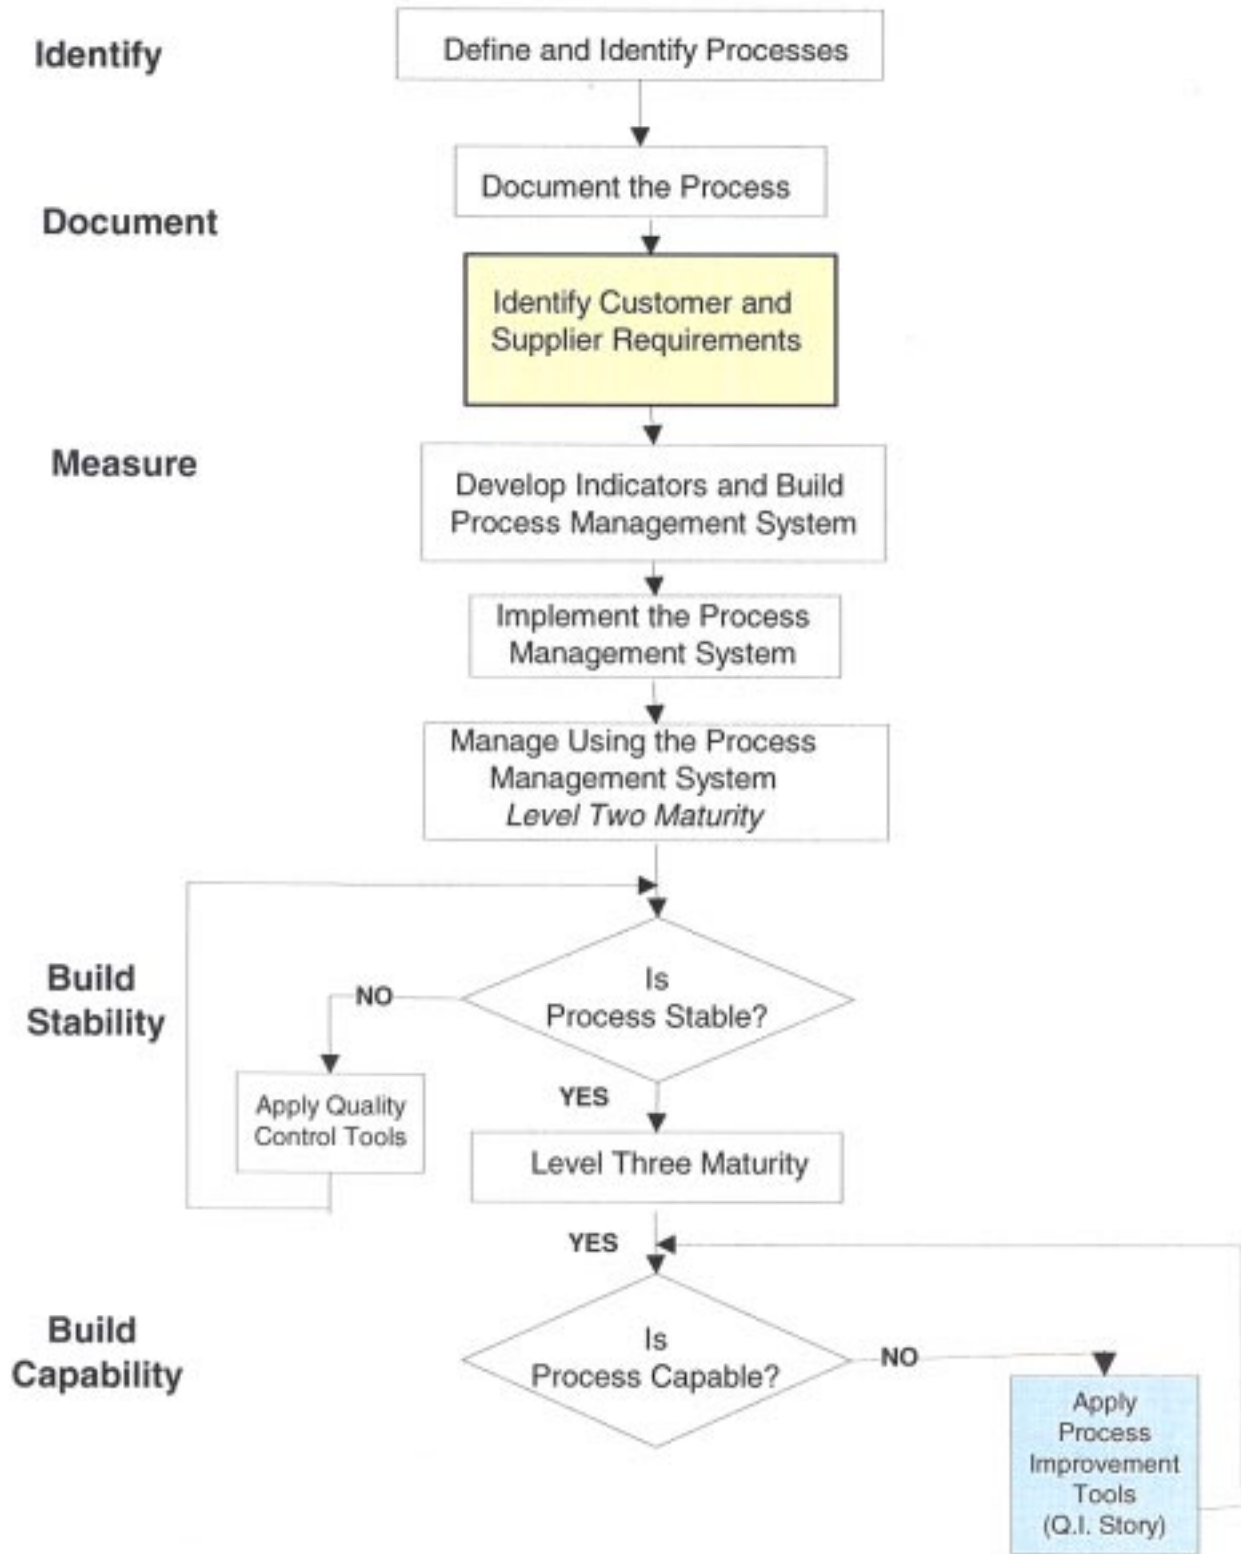 Identify
Define and Identify Processes
Document the Process
Document
Identify Customer and
Supplier Requirements
Measure
Develop Indicators and Build
Process Management System
Implement the Process
Management System
Manage Using the Process
Management System
Level Two Maturity
Build
Stability
Is
Process Stable?
NO
Apply Quality
Control Tools
YES
Level Three Maturity
YES
Build
Capability
Is
Process Capable?
NO
Apply
Process
Improvement
Tools
(Q.I. Story)